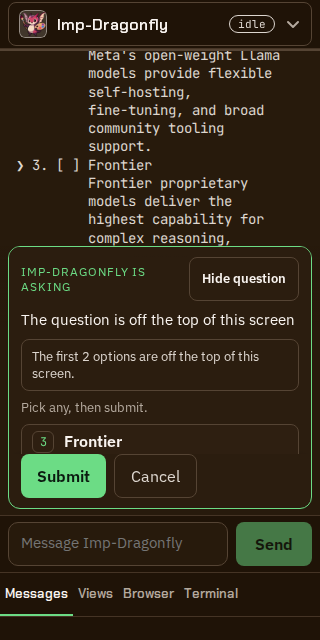 Imp-Dragonfly
idle
Meta's open-weight Llama
models provide flexible
self-hosting,
fine-tuning, and broad
community tooling
support.
❯ 3. [ ] Frontier
Frontier proprietary
models deliver the
highest capability for
complex reasoning,
IMP-DRAGONFLY IS
ASKING
Hide question
The question is off the top of this screen
The first 2 options are off the top of this
screen.
Pick any, then submit.
3 Frontier
Submit Cancel
Message Imp-Dragonfly Send
Messages Views Browser Terminal